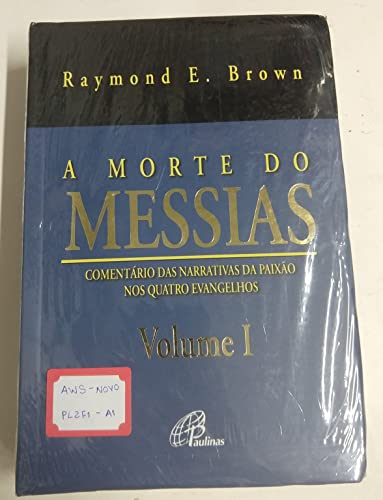 Raymond E. Brown
A MORTE DO
MESSIAS
COMENTÁRIO DAS NARRATIVAS DA PAIXÃO
NOS QUATRO EVANGELHOS
Volume I
AWS - NOVO
PL2F1 - A1
Paulinas